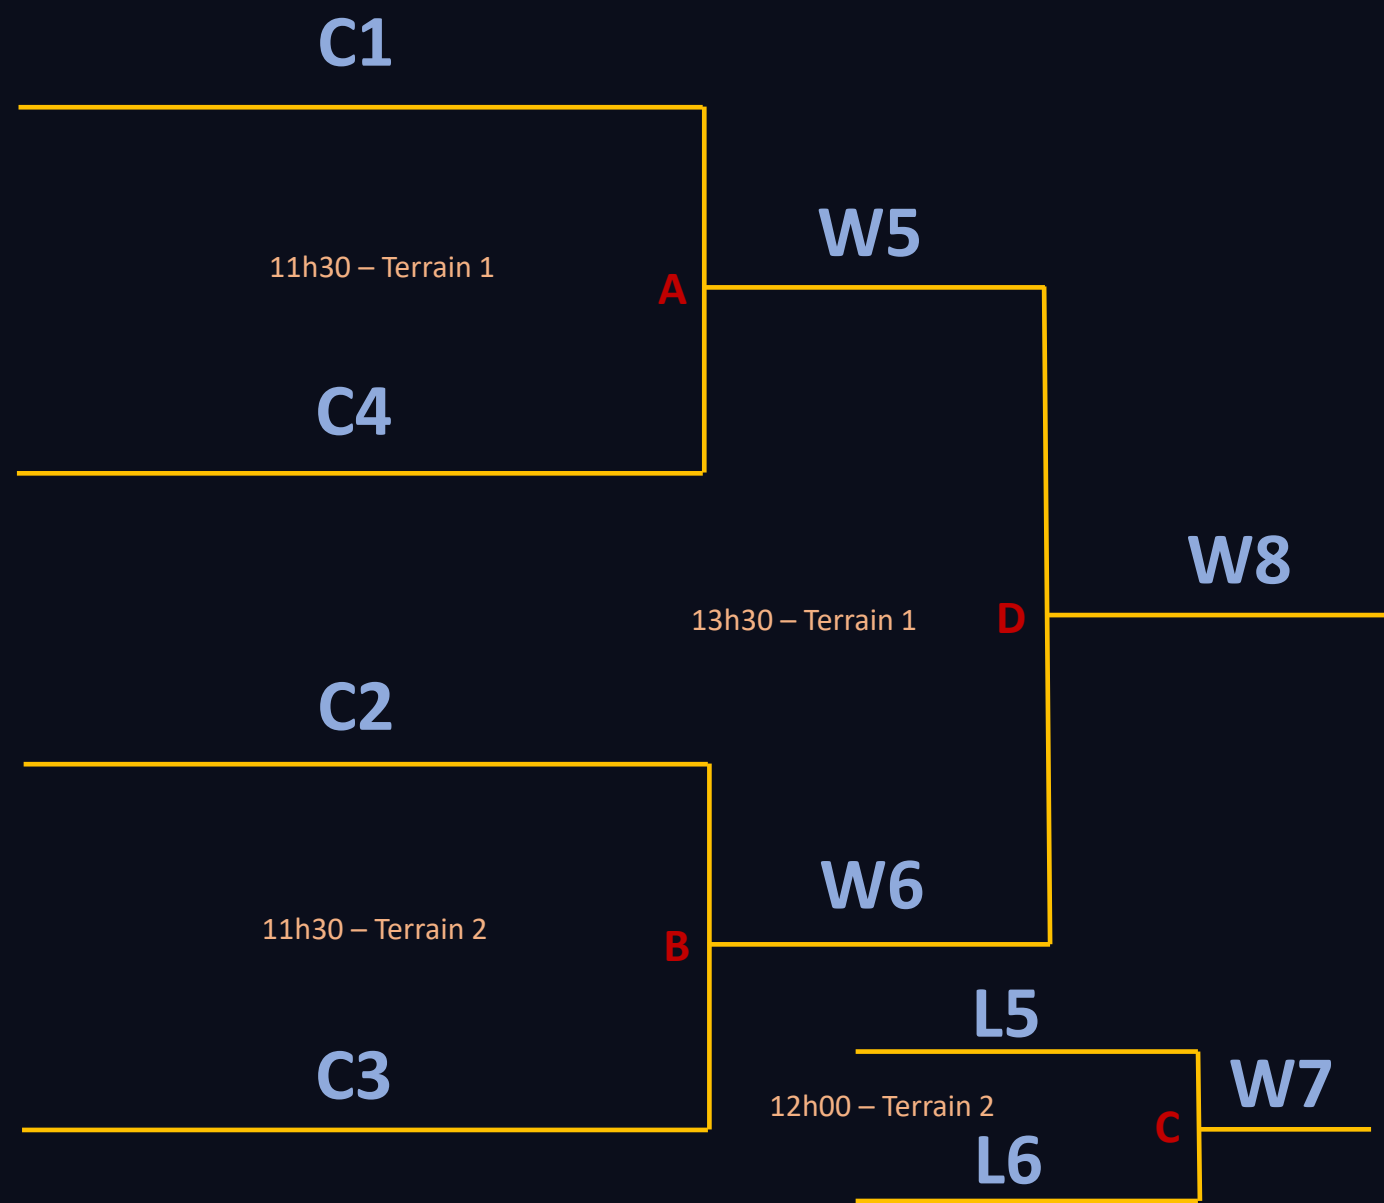 C1
11h30 – Terrain 1
A
C4
W5
C2
11h30 – Terrain 2
B
C3
W6
13h30 – Terrain 1
D
W8
L5
12h00 – Terrain 2
C
L6
W7